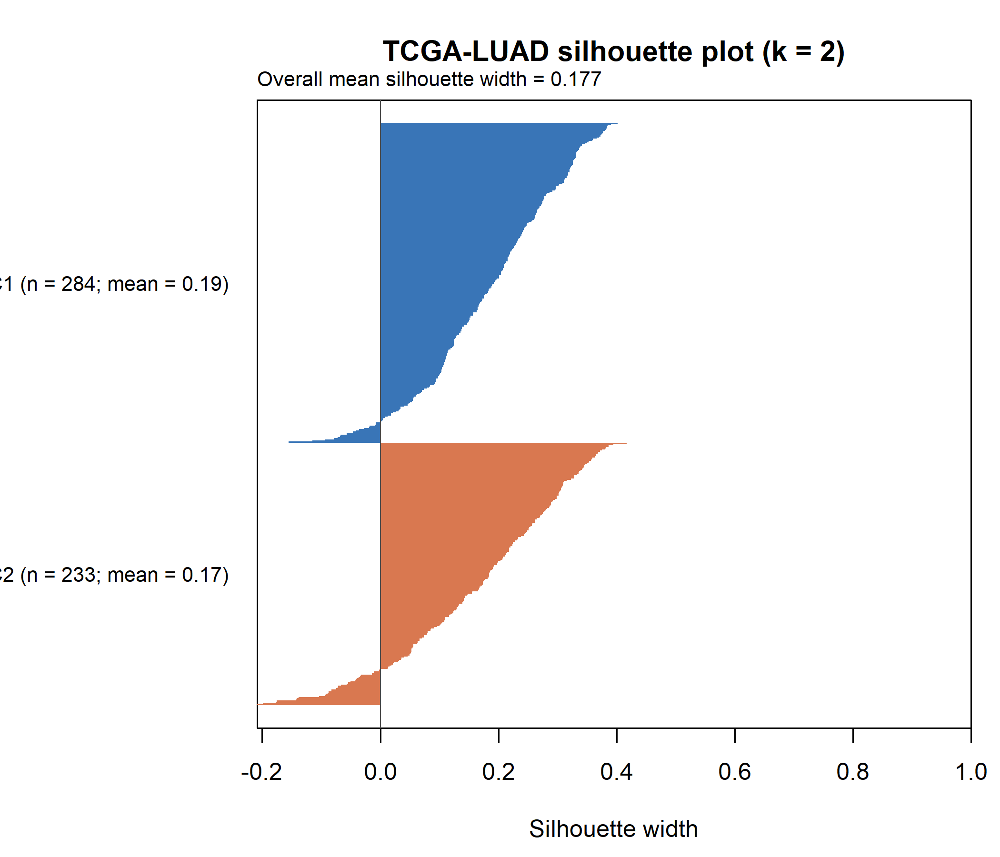 TCGA-LUAD silhouette plot (k = 2)
Overall mean silhouette width = 0.177
1 (n = 284; mean = 0.19)
2 (n = 233; mean = 0.17)
-0.2 0.0 0.2 0.4 0.6 0.8 1.0
Silhouette width